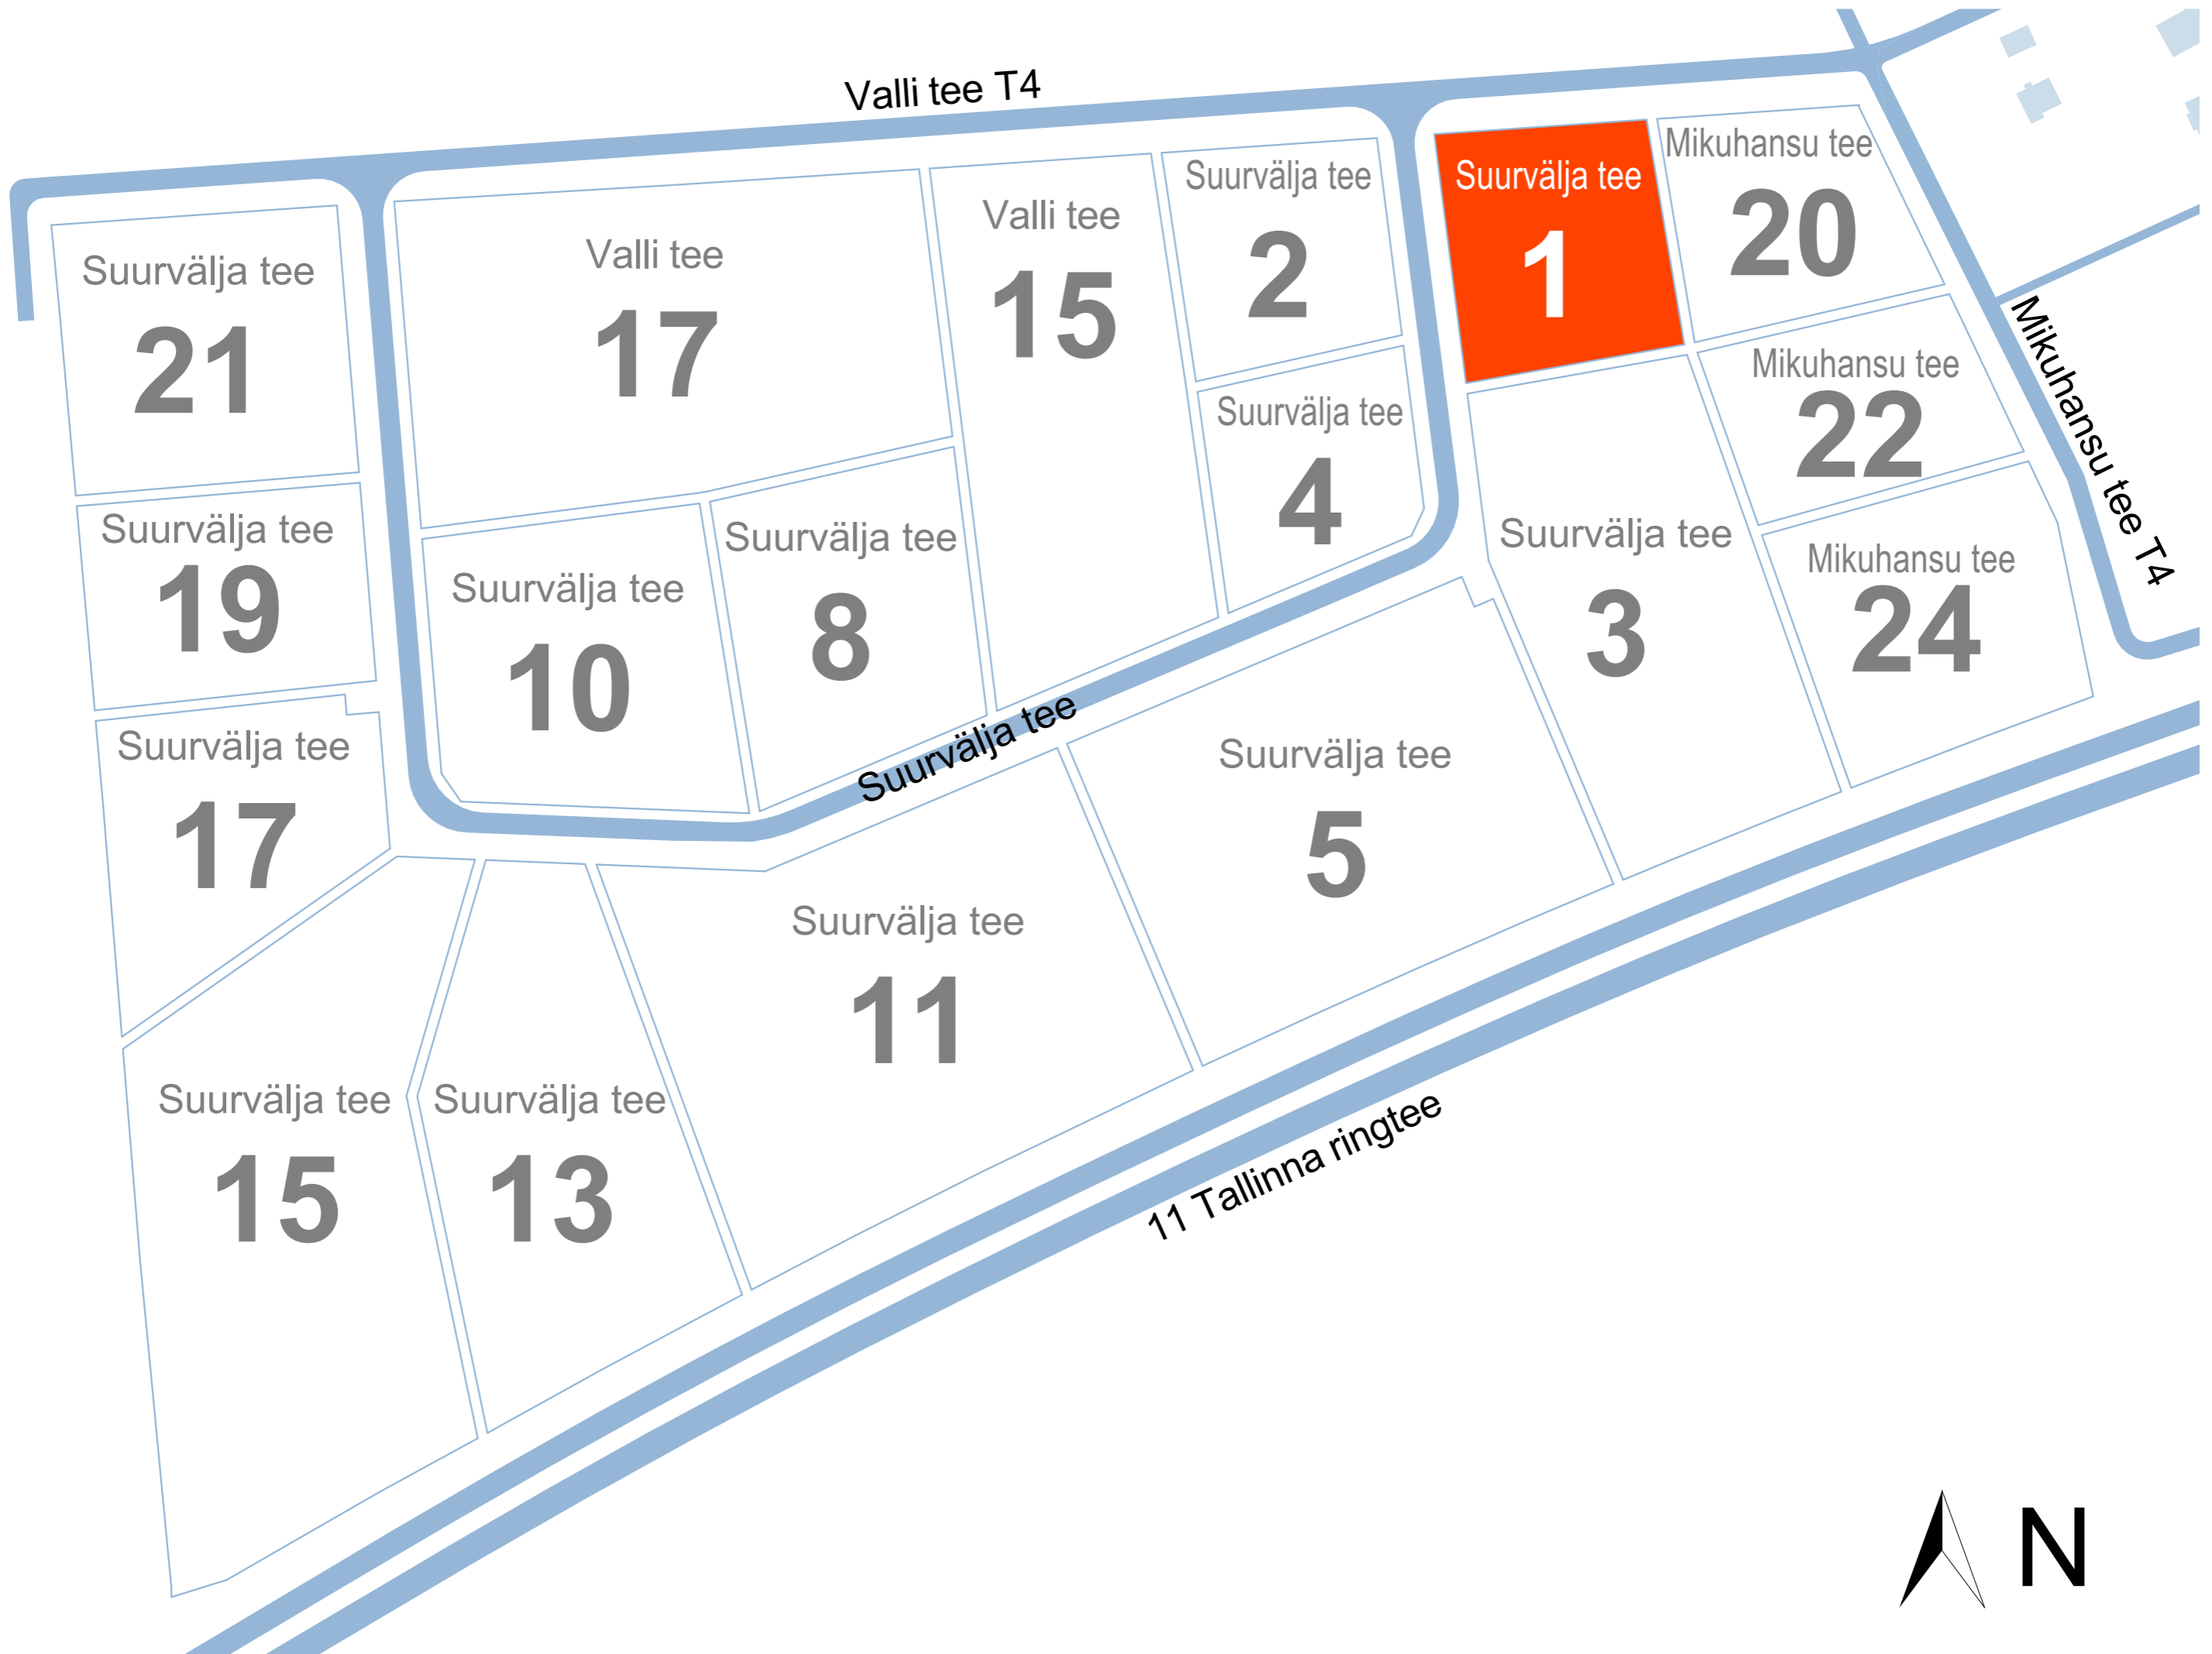 Valli tee T4
Suurvälja tee
1
Mikuhansu tee
20
Suurvälja tee
2
Valli tee
15
Valli tee
17
Suurvälja tee
21
Mikuhansu tee T4
Mikuhansu tee
22
Suurvälja tee
4
Suurvälja tee
19
Suurvälja tee
8
Suurvälja tee
3
Mikuhansu tee
24
Suurvälja tee
10
Suurvälja tee
Suurvälja tee
17
Suurvälja tee
5
Suurvälja tee
11
Suurvälja tee
15
Suurvälja tee
13
11 Tallinna ringtee
N